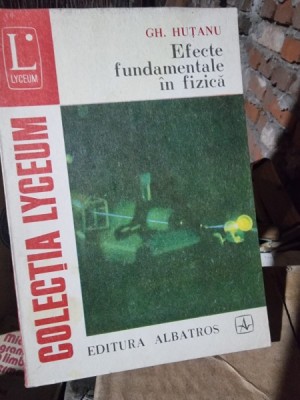 L
LYCEUM
GH. HUȚANU
Efecte
fundamentale
în fizică
COLECȚIA LYCEUM
EDITURA ALBATROS